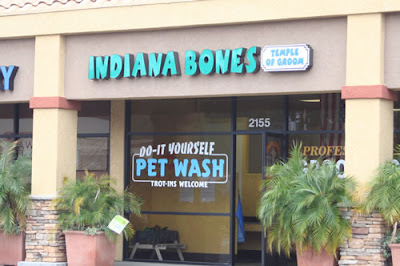 Y
INDIANA BONES
TEMPLE
OF GROOM
2155
DO-IT YOURSELF
PET WASH
TROT-INS WELCOME